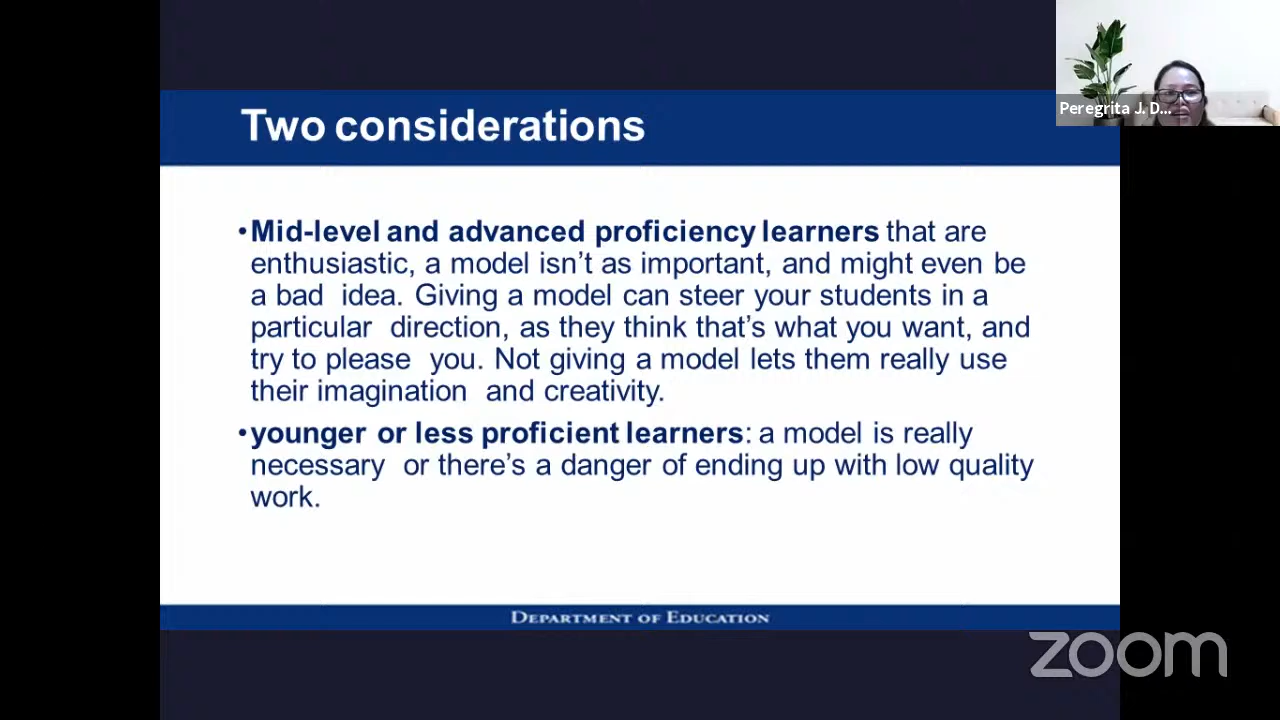 Two considerations
Peregrita J. D...
•Mid-level and advanced proficiency learners that are
enthusiastic, a model isn't as important, and might even be
a bad idea. Giving a model can steer your students in a
particular direction, as they think that's what you want, and
try to please you. Not giving a model lets them really use
their imagination and creativity.
•younger or less proficient learners: a model is really
necessary or there's a danger of ending up with low quality
work.
DEPARTMENT OF EDUCATION
zoom